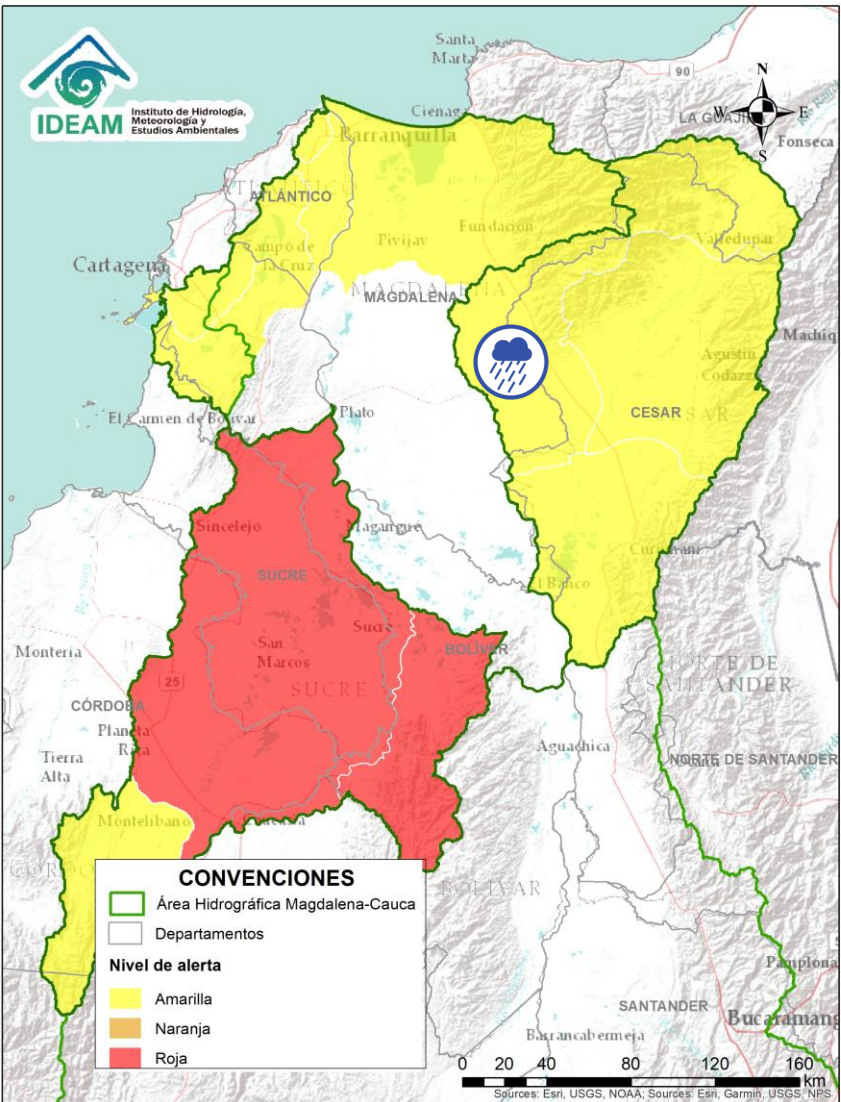 IDEAM
Instituto de Hidrología,
Meteorología y
Estudios Ambientales
Santa
Marta
90
N
W
E
S
LA GUAJIR
Fonseca
Ciénaga
Barranquilla
ATLÁNTICO
Fundación
Valledupar
Campo de
la Cruz
Pivijay
Cartagena
MAGDALENA
Agustín
Codazzi
CESAR
El Carmen de Bolívar
Plato
Sincelejo
Magangue
SUCRE
El Banco
Sucre
San
Marcos
BOLÍVAR
Montería
25
SUCRE
NORTE DE
SANTANDER
CÓRDOBA
Planeta
Rica
Tierra
Alta
Aguachica
NORTE DE SANTANDER
Montelíbano
BOLÍVAR
CONVENCIONES
Área Hidrográfica Magdalena-Cauca
Departamentos
Nivel de alerta
Amarilla
Naranja
Roja
Pamplona
SANTANDER
Bucaramang
Barrancabermeja
0 20 40 80 120 160
km
Sources: Esri, USGS, NOAA; Sources: Esri, Garmin, USGS, NPS